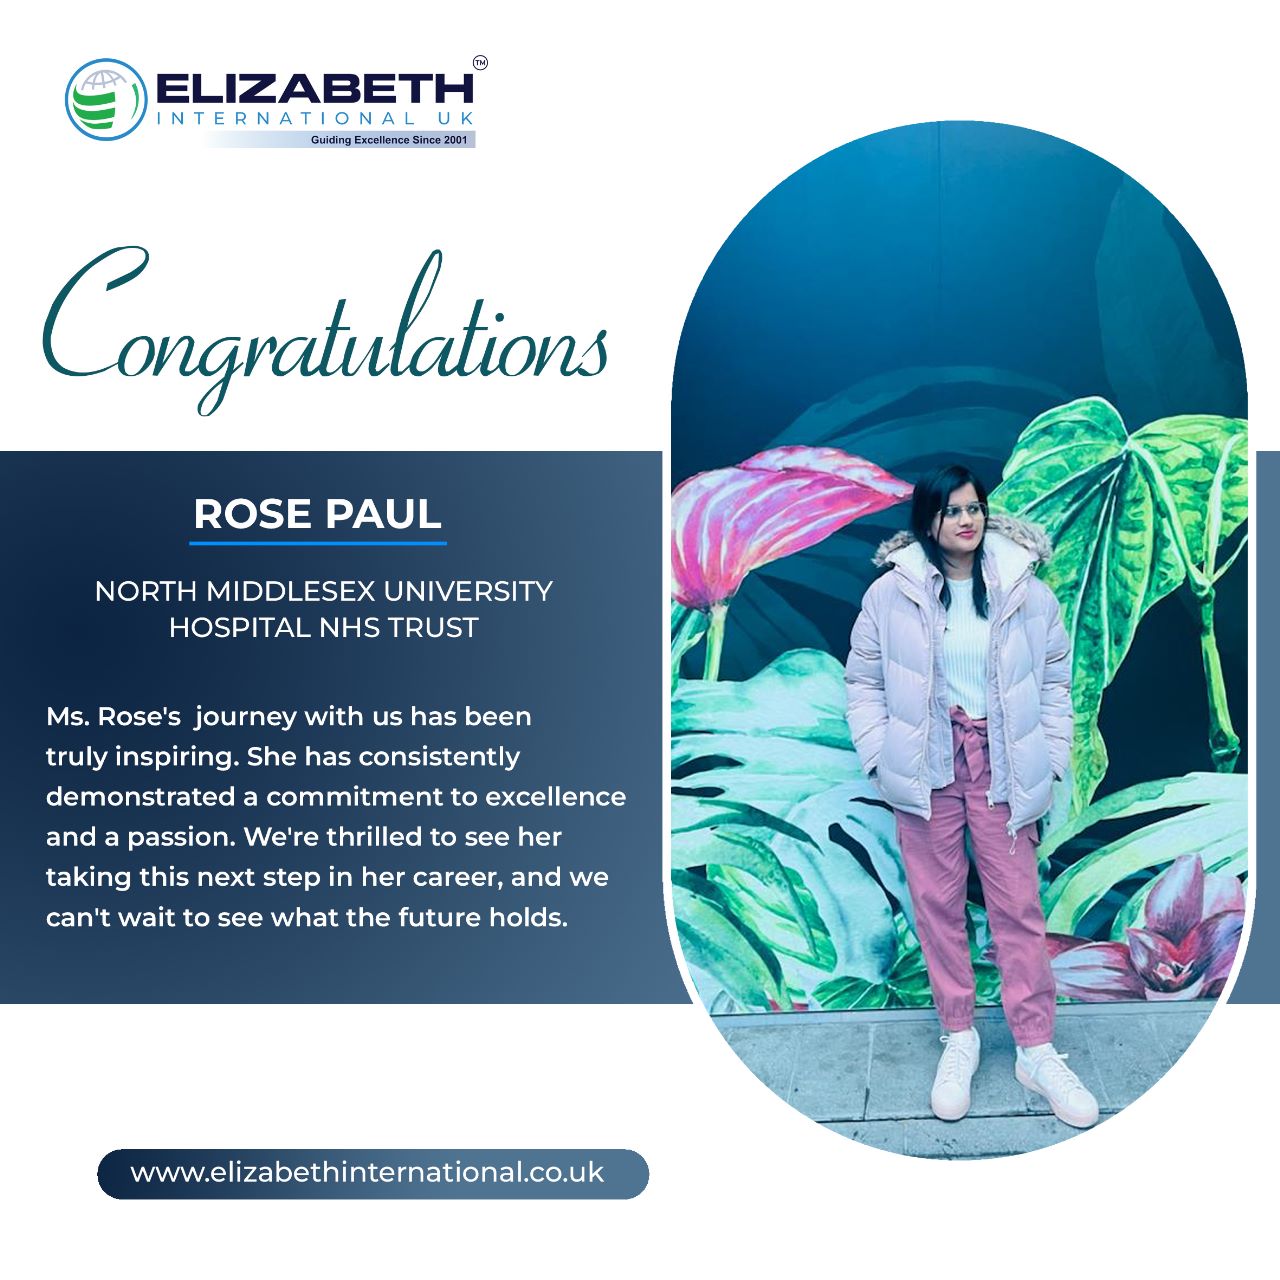 ELIZABETH™
INTERNATIONAL UK
Guiding Excellence Since 2001
Congratulations
ROSE PAUL
NORTH MIDDLESEX UNIVERSITY
HOSPITAL NHS TRUST
Ms. Rose's journey with us has been
truly inspiring. She has consistently
demonstrated a commitment to excellence
and a passion. We're thrilled to see her
taking this next step in her career, and we
can't wait to see what the future holds.
www.elizabethinternational.co.uk